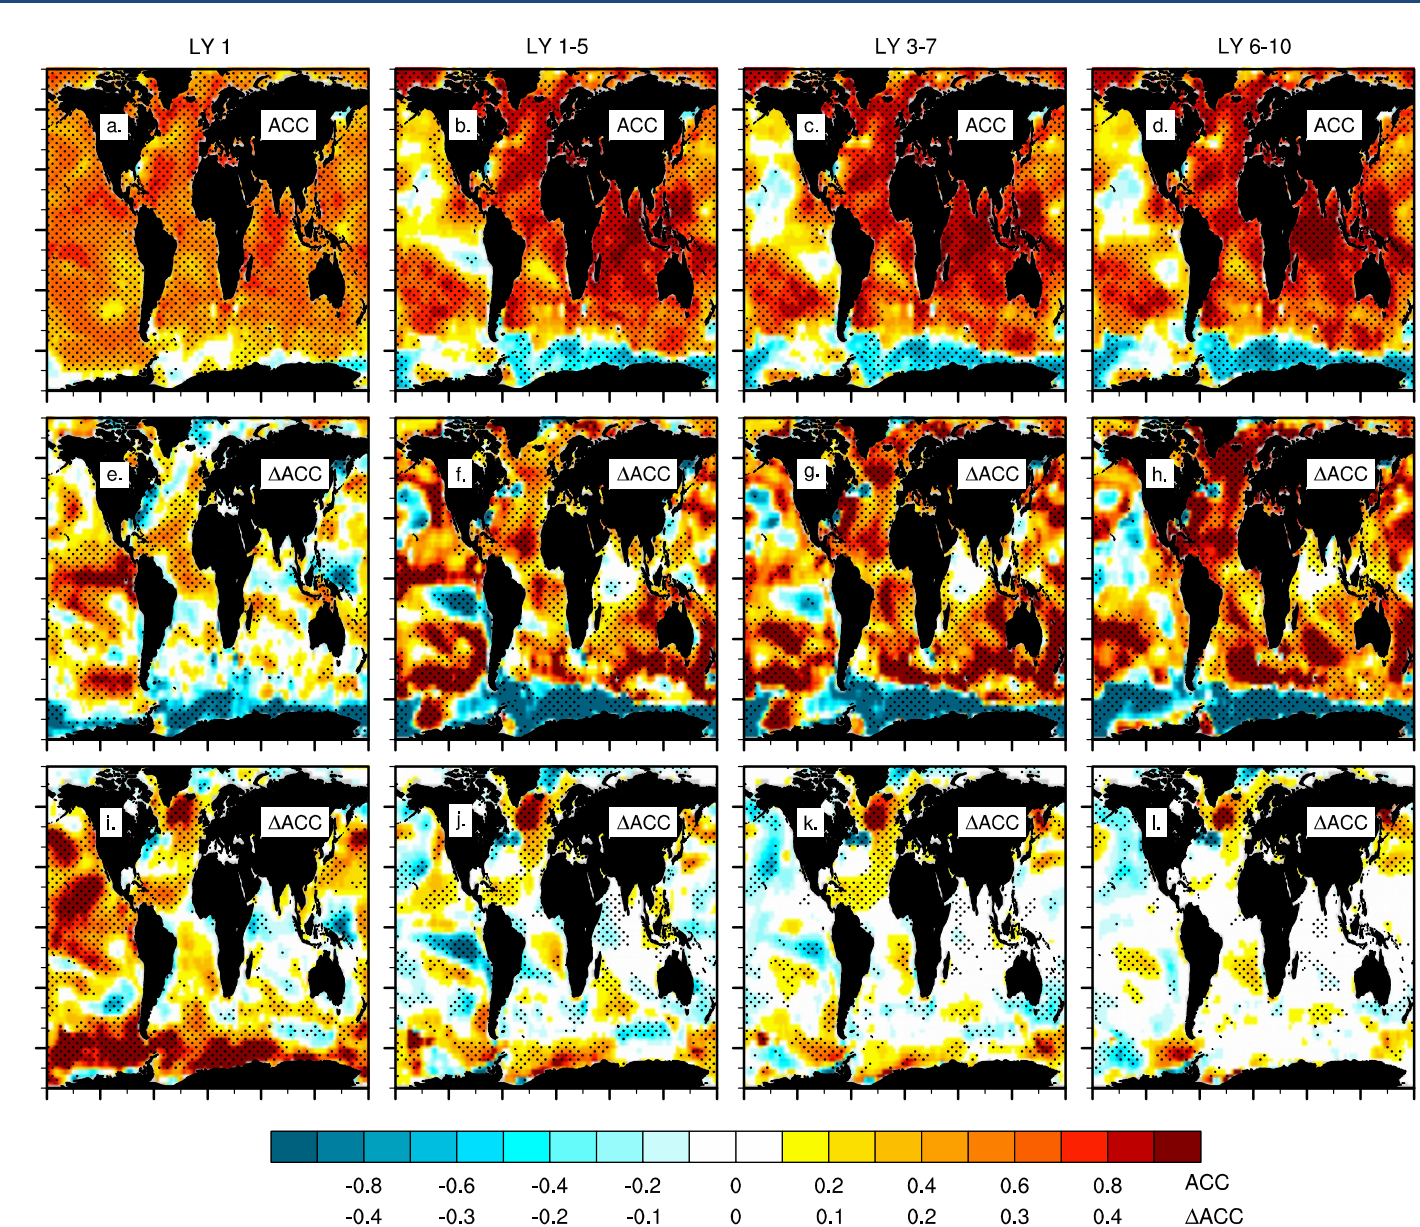 LY 1 LY 1-5 LY 3-7 LY 6-10
a. ACC b. ACC c. ACC d. ACC
e. ΔACC f. ΔACC g. ΔACC h. ΔACC
i. ΔACC j. ΔACC k. ΔACC l. ΔACC
-0.8 -0.6 -0.4 -0.2 0 0.2 0.4 0.6 0.8 ACC
-0.4 -0.3 -0.2 -0.1 0 0.1 0.2 0.3 0.4 ΔACC